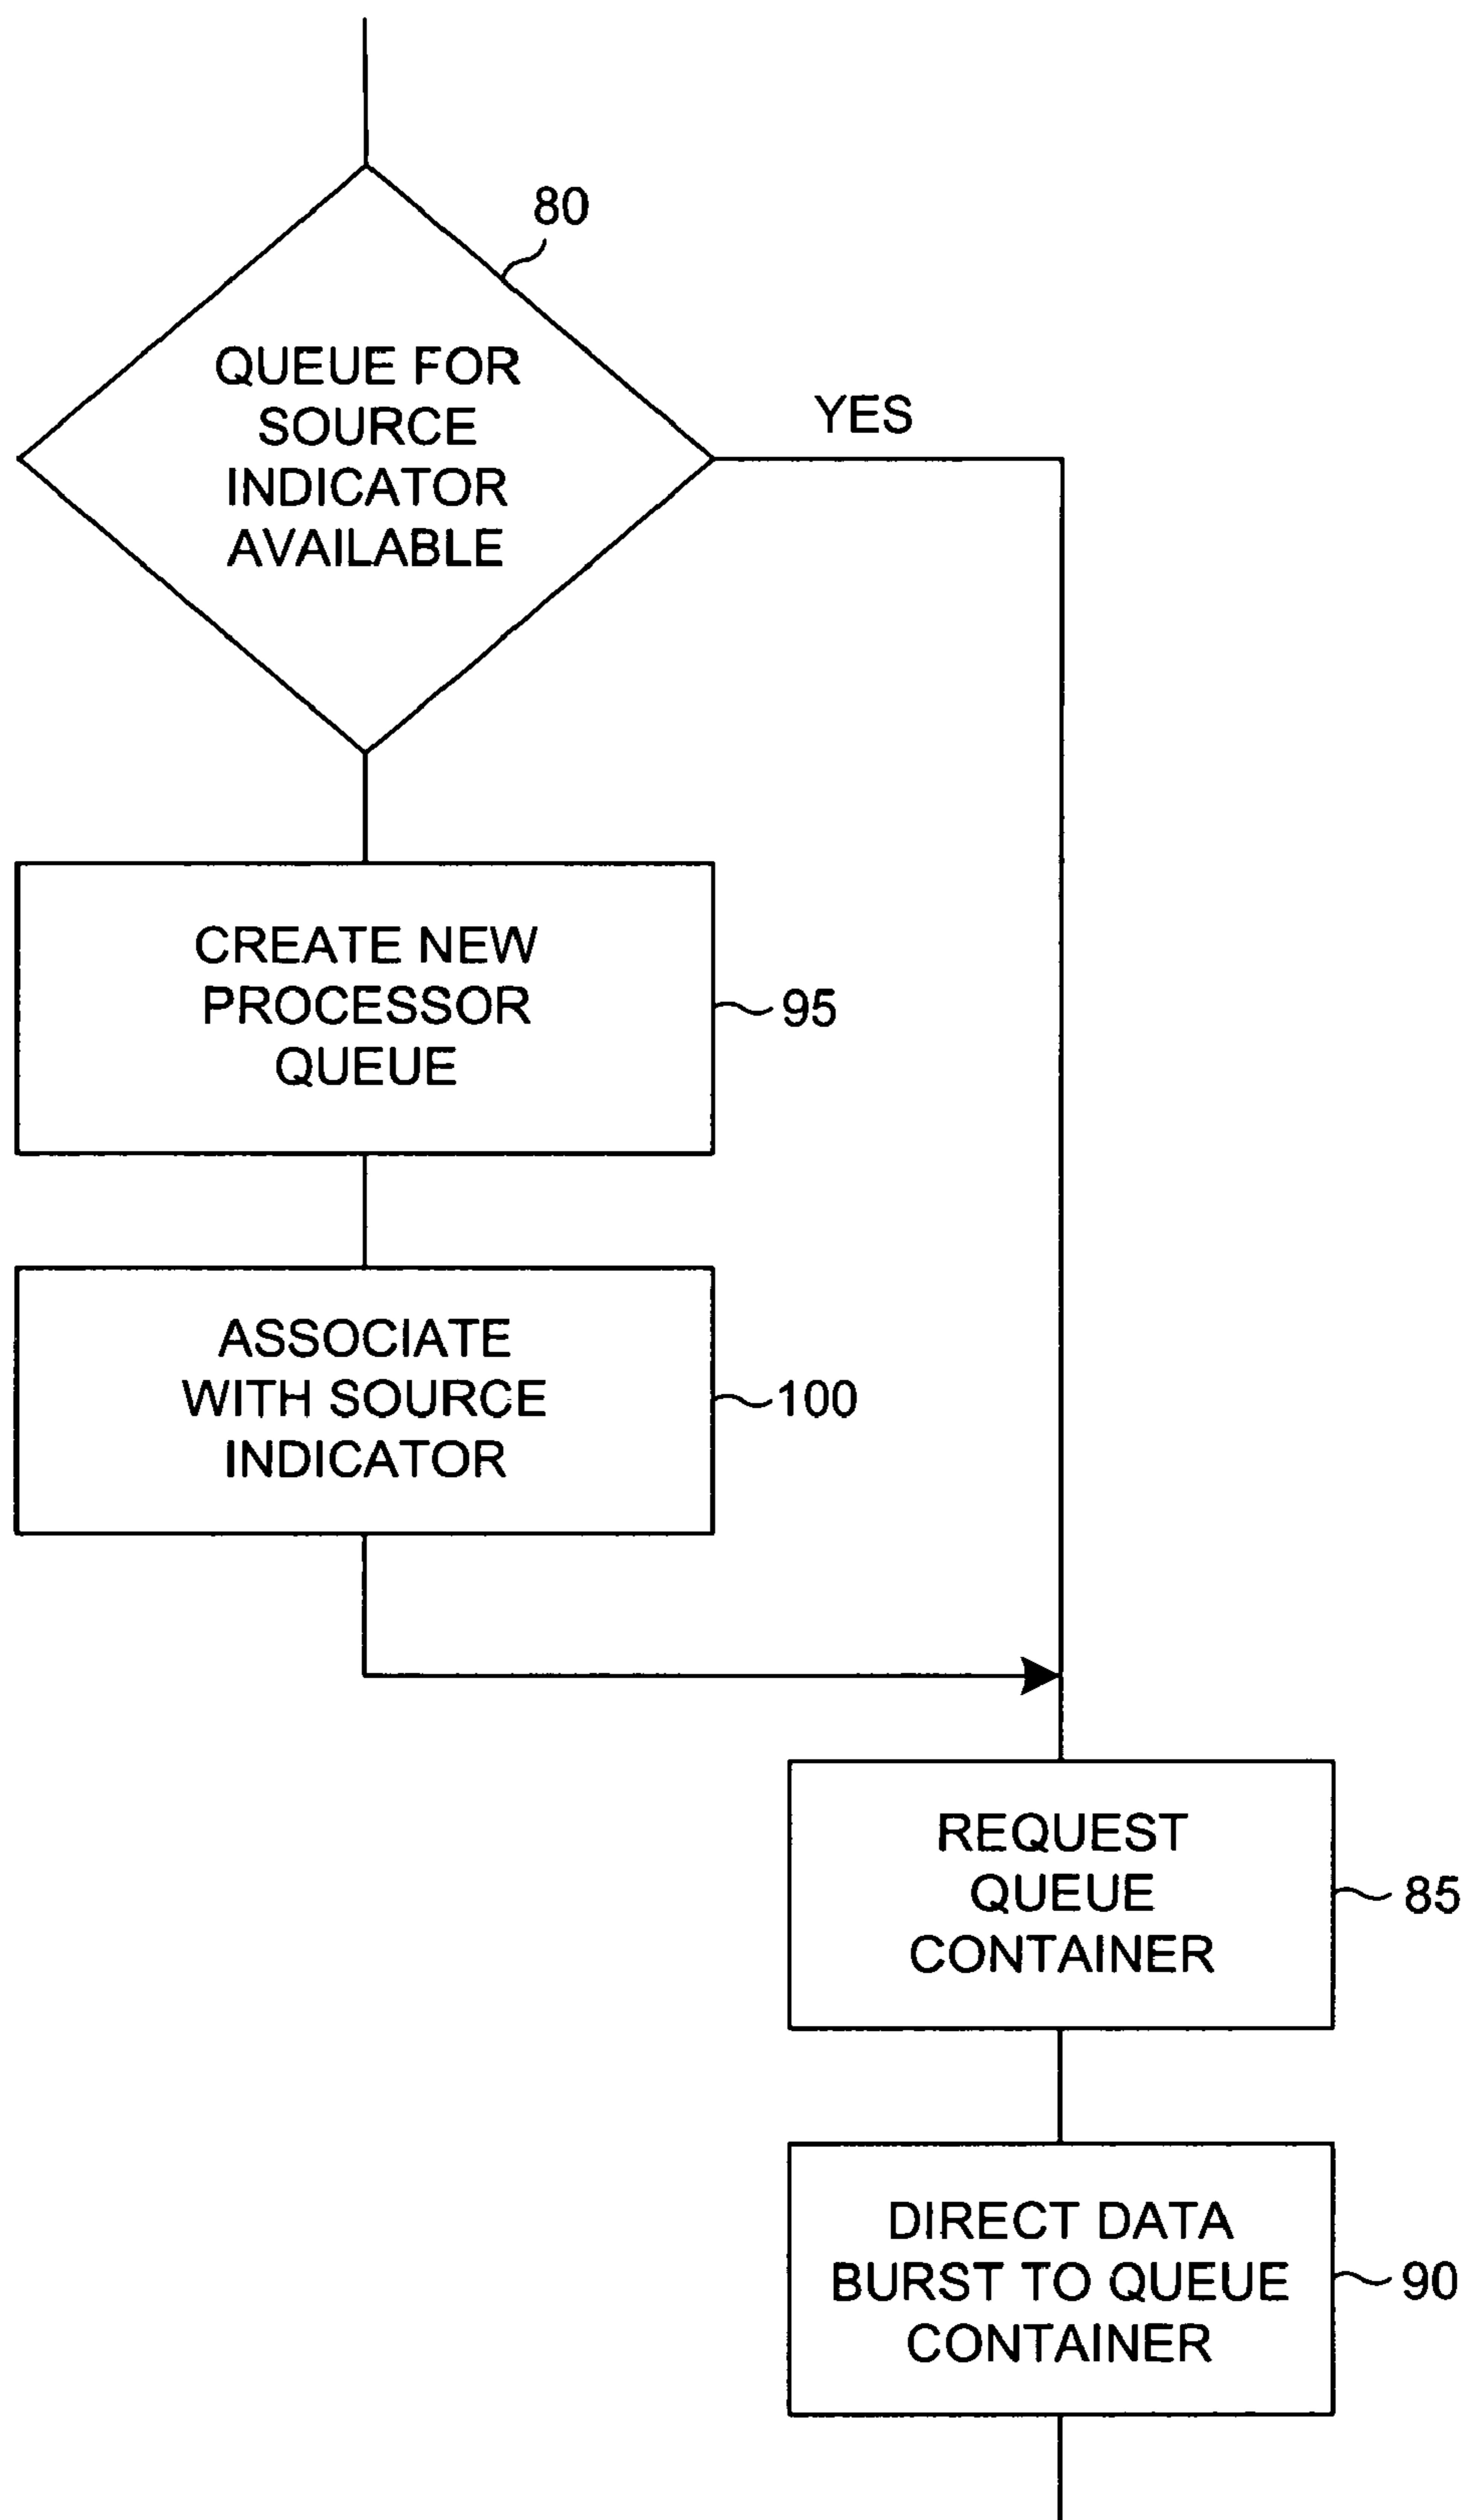 80
QUEUE FOR
SOURCE
INDICATOR
AVAILABLE
YES
CREATE NEW
PROCESSOR
QUEUE
95
ASSOCIATE
WITH SOURCE
INDICATOR
100
REQUEST
QUEUE
CONTAINER
85
DIRECT DATA
BURST TO QUEUE
CONTAINER
90